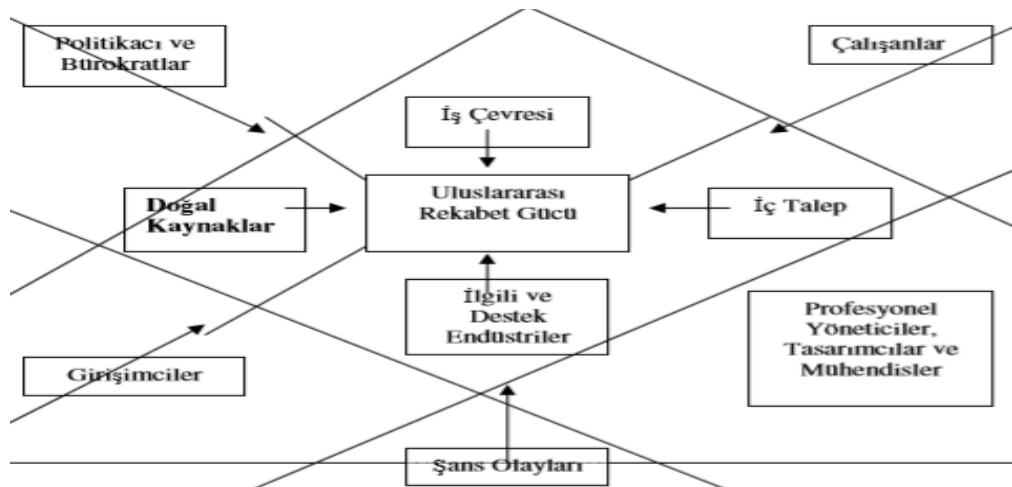 Politikacı ve
Bürokratlar
Çalışanlar
İş Çevresi
Doğal
Kaynaklar
Uluslararası
Rekabet Gücü
İç Talep
İlgili ve
Destek
Endüstriler
Profesyonel
Yöneticiler,
Tasarımcılar ve
Mühendisler
Girişimciler
Şans Olayları